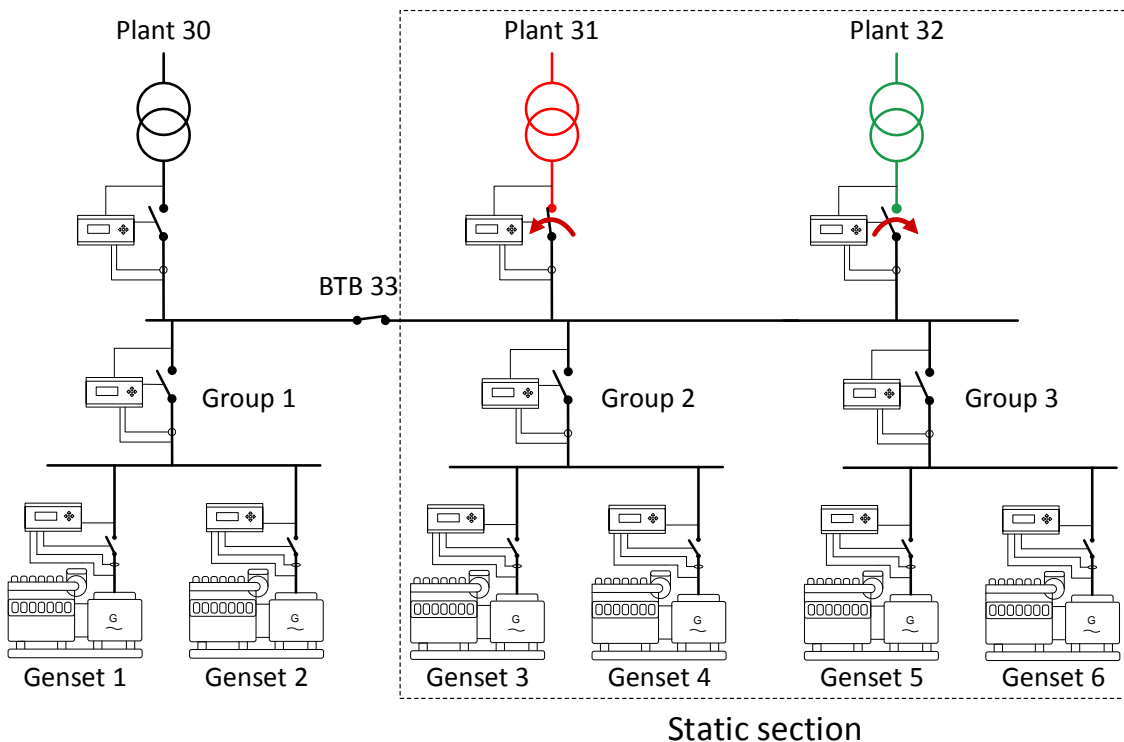 Plant 30
Plant 31
Plant 32
BTB 33
Group 1
Group 2
Group 3
G
G
G
G
G
G
Genset 1
Genset 2
Genset 3
Genset 4
Genset 5
Genset 6
Static section